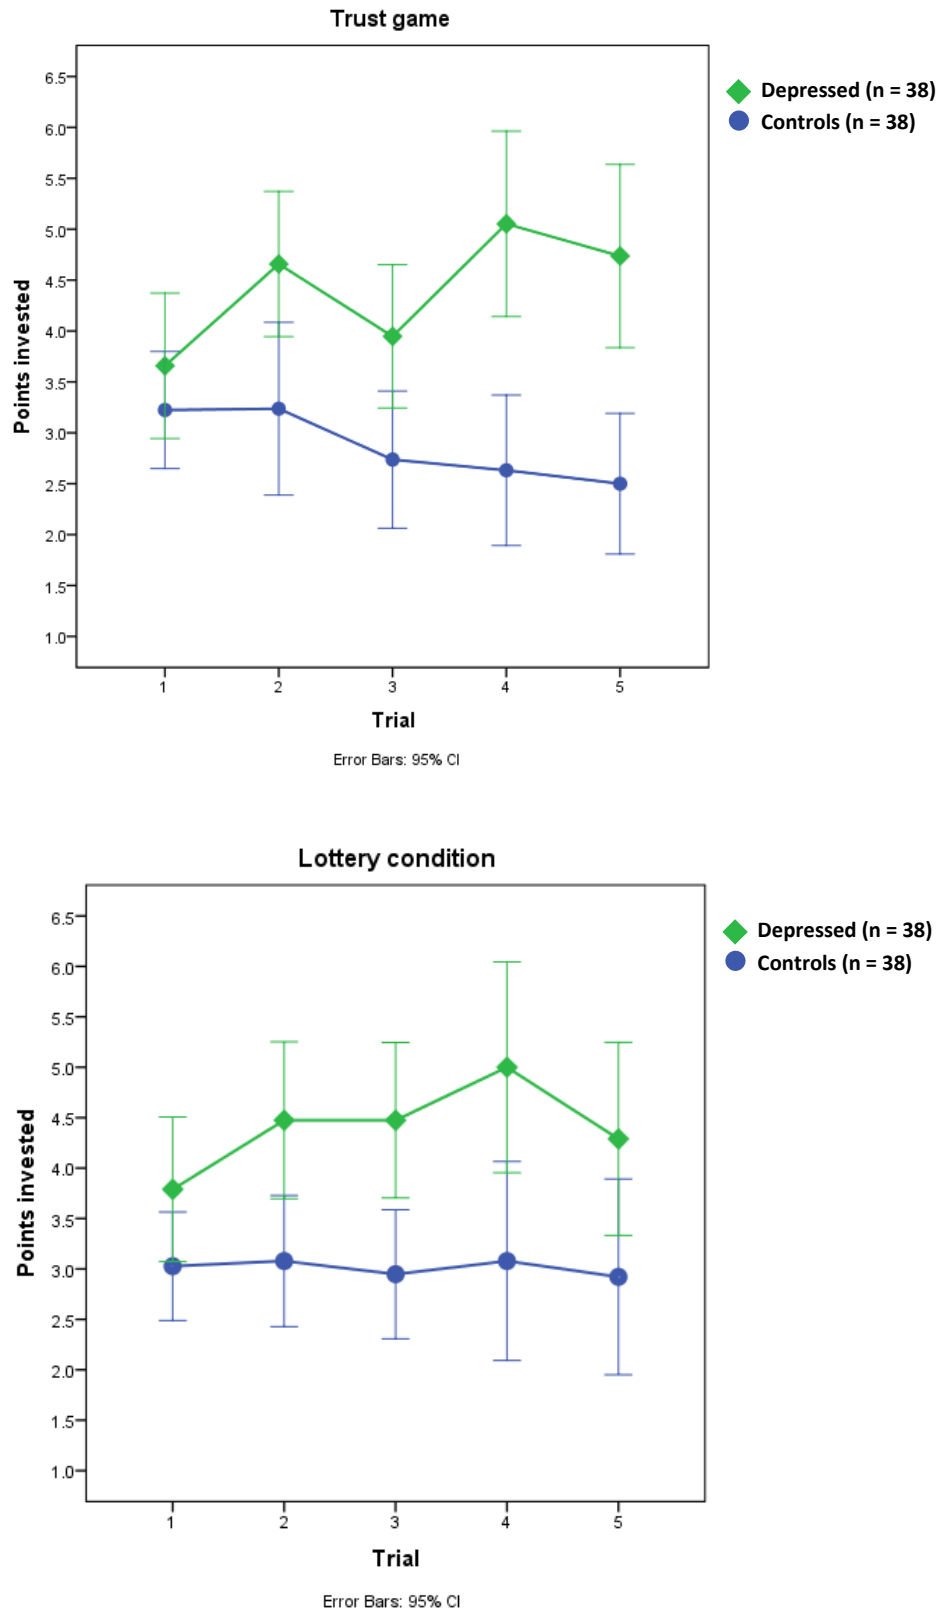 Trust game
6.5
6.0
5.5
5.0
4.5
4.0
3.5
3.0
2.5
2.0
1.5
1.0
Points invested
1 2 3 4 5
Trial
Error Bars: 95% CI
Depressed (n = 38)
Controls (n = 38)
Lottery condition
6.5
6.0
5.5
5.0
4.5
4.0
3.5
3.0
2.5
2.0
1.5
1.0
Points invested
1 2 3 4 5
Trial
Error Bars: 95% CI
Depressed (n = 38)
Controls (n = 38)